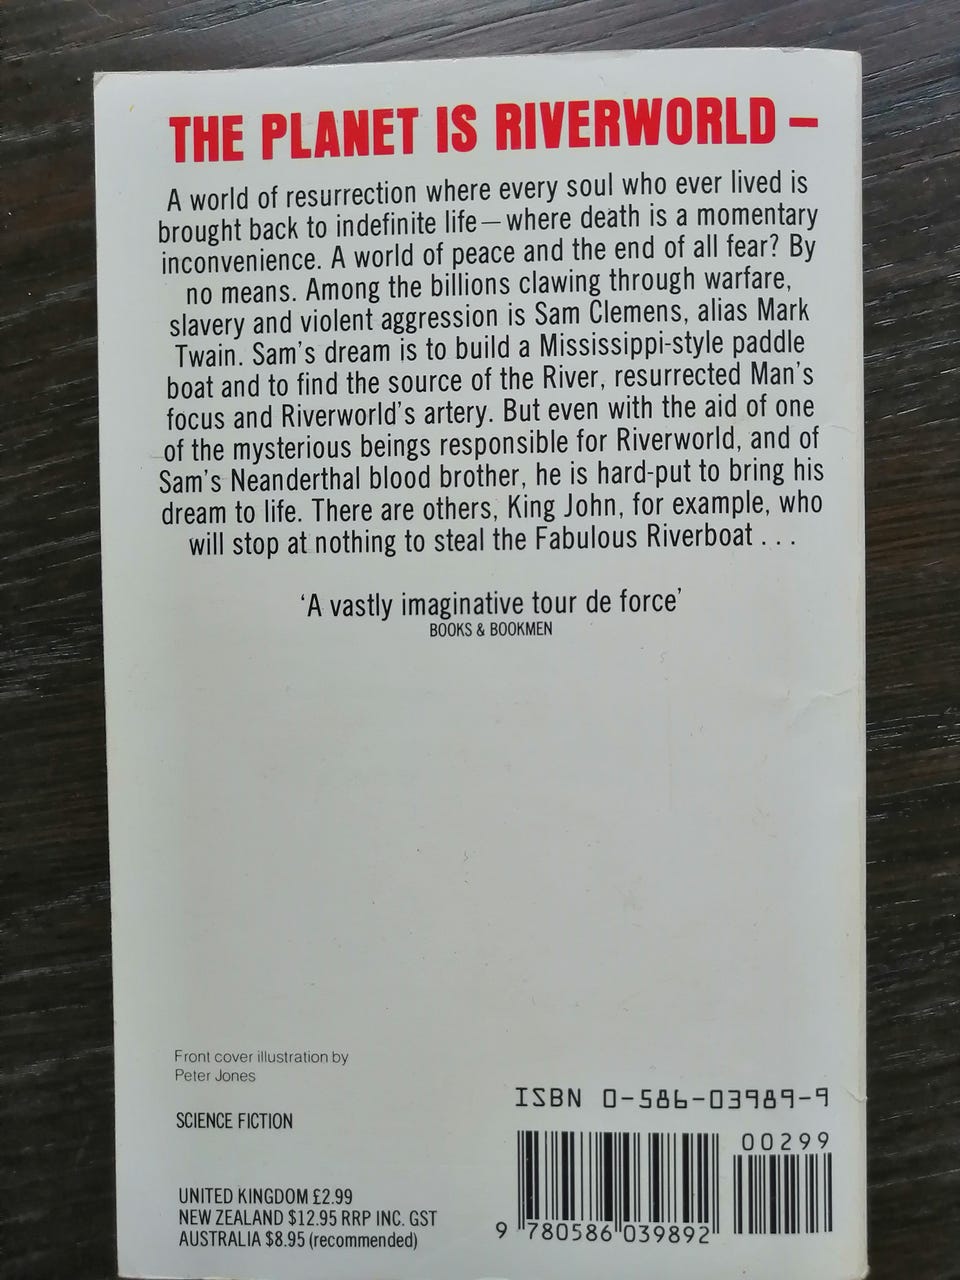 THE PLANET IS RIVERWORLD –
A world of resurrection where every soul who ever lived is
brought back to indefinite life—where death is a momentary
inconvenience. A world of peace and the end of all fear? By
no means. Among the billions clawing through warfare,
slavery and violent aggression is Sam Clemens, alias Mark
Twain. Sam's dream is to build a Mississippi-style paddle
boat and to find the source of the River, resurrected Man's
focus and Riverworld's artery. But even with the aid of one
of the mysterious beings responsible for Riverworld, and of
Sam's Neanderthal blood brother, he is hard-put to bring his
dream to life. There are others, King John, for example, who
will stop at nothing to steal the Fabulous Riverboat . . .
‘A vastly imaginative tour de force’
BOOKS & BOOKMEN
Front cover illustration by
Peter Jones
SCIENCE FICTION
UNITED KINGDOM £2.99
NEW ZEALAND $12.95 RRP INC. GST
AUSTRALIA $8.95 (recommended)
ISBN 0-586-03989-9
00299
9 780586 039892